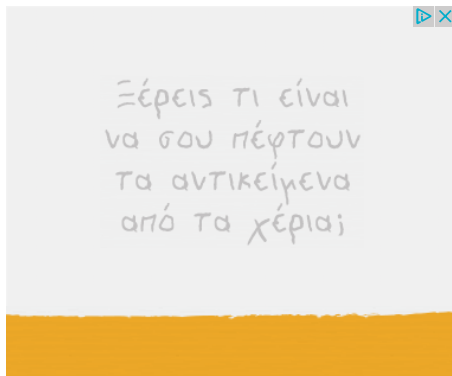 Ξέρεις τι είναι
να σου πέφτουν
τα αντικείμενα
από τα χέρια;